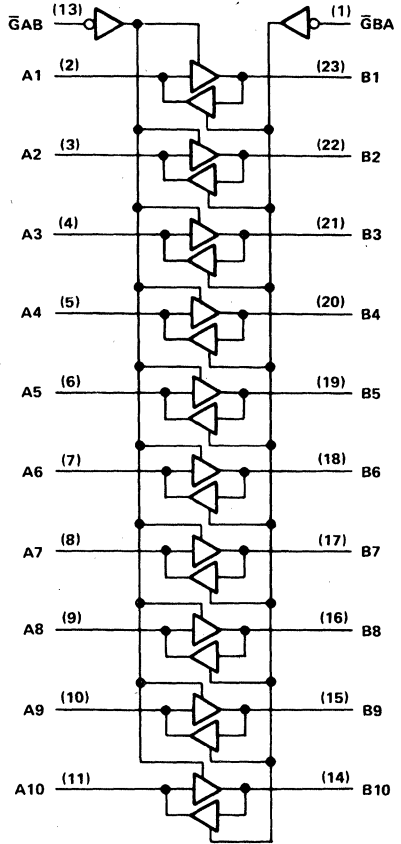 G̅AB (13) (1) G̅BA
A1 (2) (23) B1
A2 (3) (22) B2
A3 (4) (21) B3
A4 (5) (20) B4
A5 (6) (19) B5
A6 (7) (18) B6
A7 (8) (17) B7
A8 (9) (16) B8
A9 (10) (15) B9
A10 (11) (14) B10